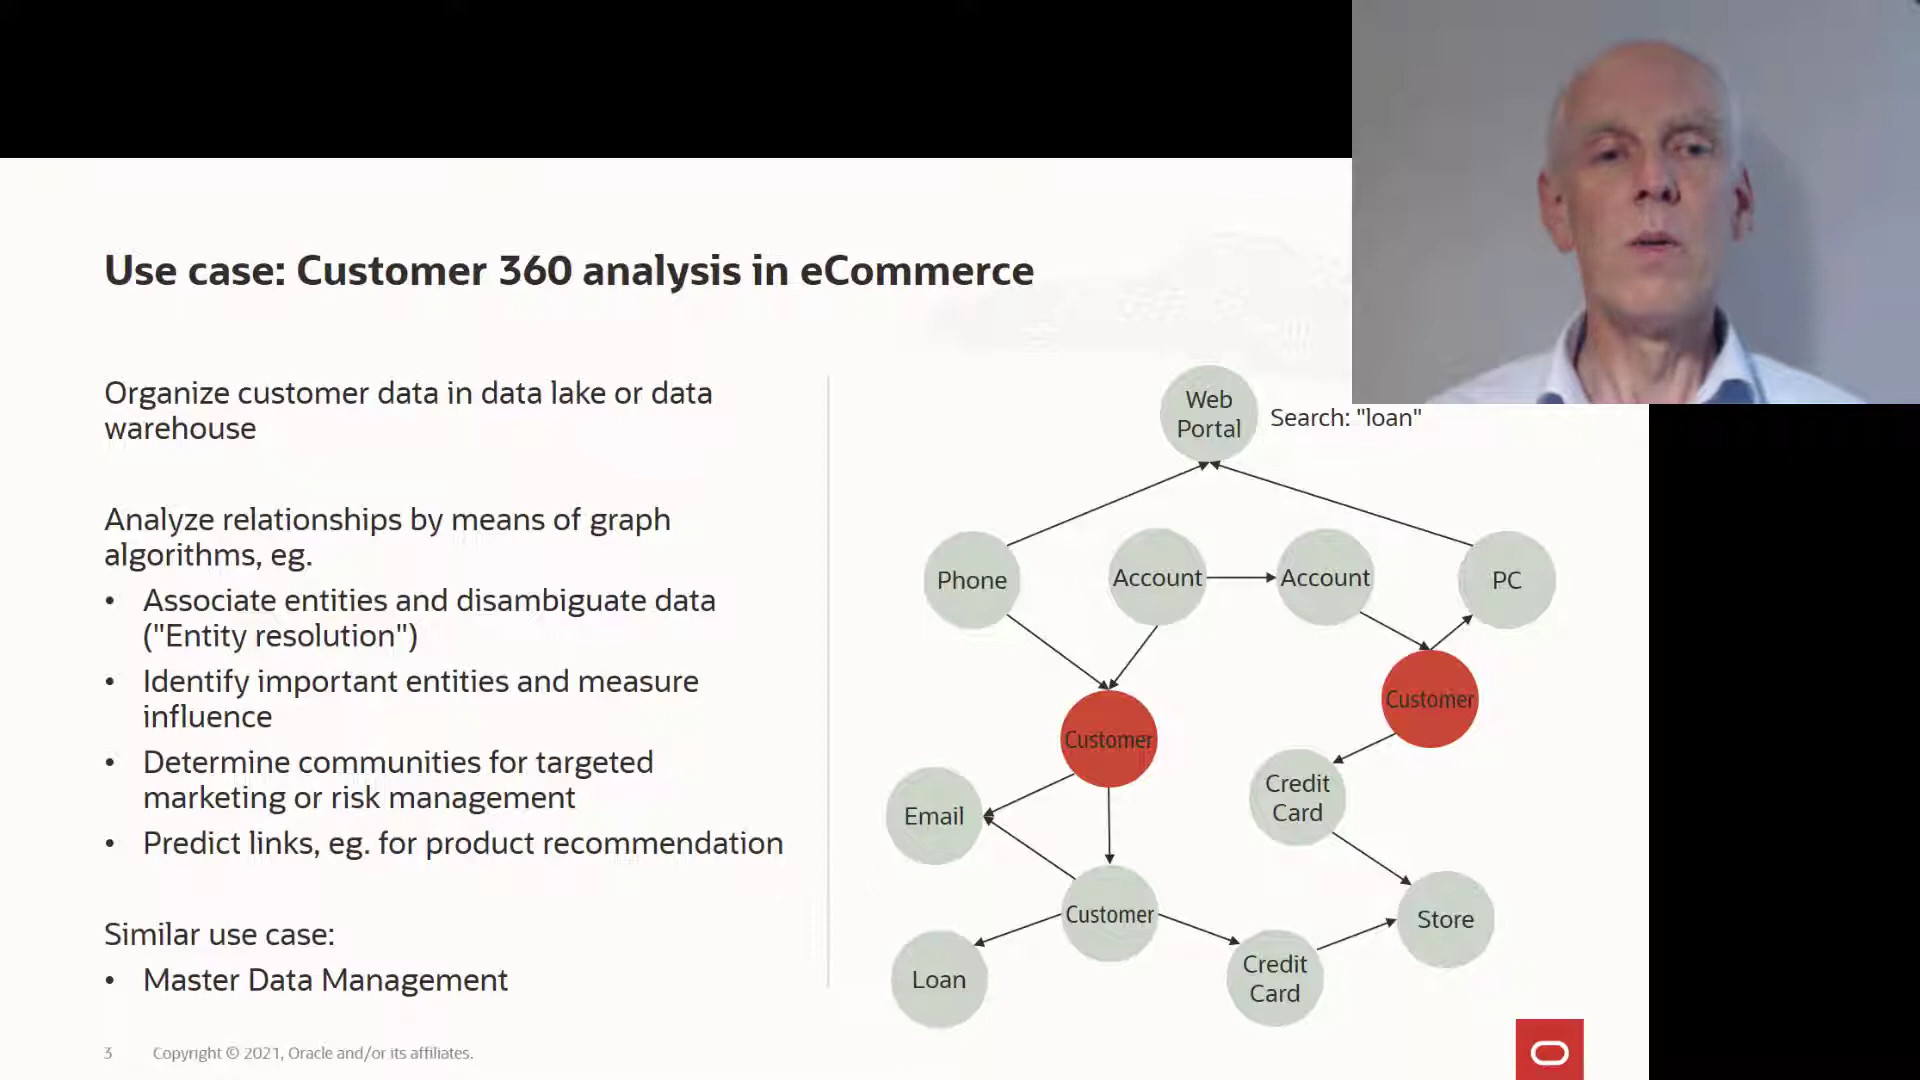 Use case: Customer 360 analysis in eCommerce
Organize customer data in data lake or data
warehouse
Analyze relationships by means of graph
algorithms, eg.
• Associate entities and disambiguate data
("Entity resolution")
• Identify important entities and measure
influence
• Determine communities for targeted
marketing or risk management
• Predict links, eg. for product recommendation
Similar use case:
• Master Data Management
Web
Portal
Search: "loan"
Phone
Account
Account
PC
Customer
Customer
Email
Credit
Card
Customer
Store
Loan
Credit
Card
3
Copyright © 2021, Oracle and/or its affiliates.